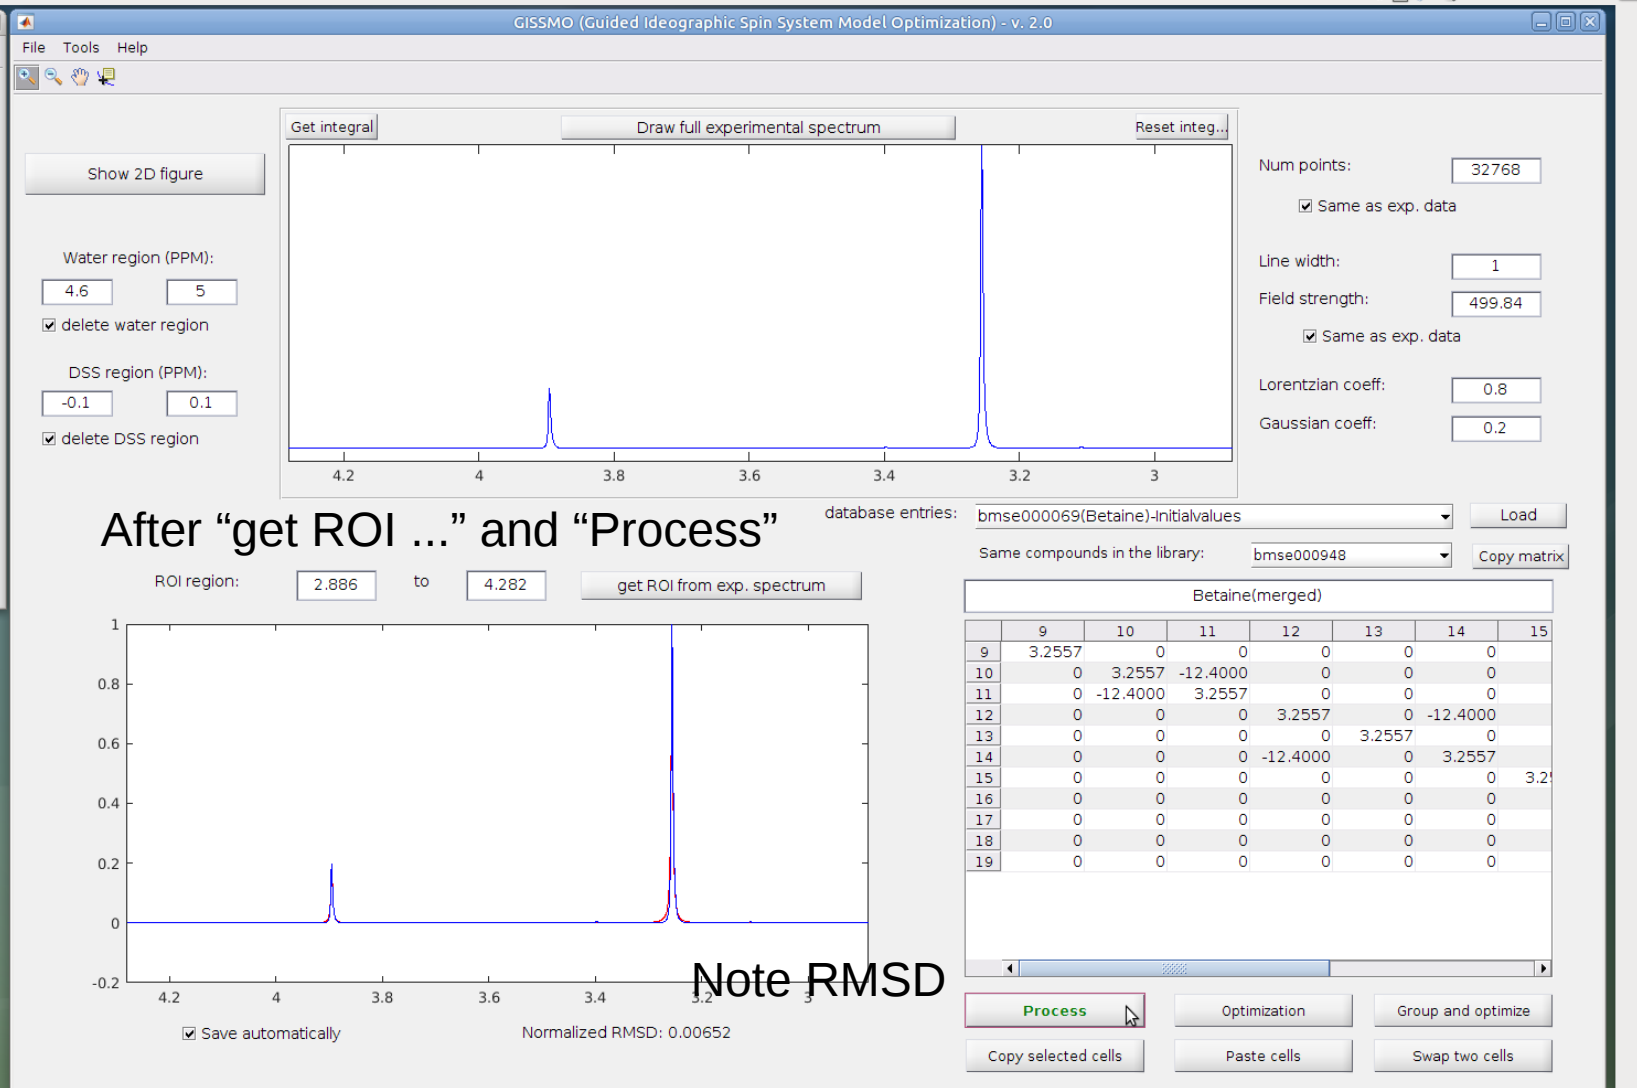 GISSMO (Guided Ideographic Spin System Model Optimization) - v. 2.0
File Tools Help
Get integral Draw full experimental spectrum Reset integ...
Show 2D figure
Water region (PPM):
4.6 5
delete water region
DSS region (PPM):
-0.1 0.1
delete DSS region
4.2 4 3.8 3.6 3.4 3.2 3
Num points: 32768
Same as exp. data
Line width: 1
Field strength: 499.84
Same as exp. data
Lorentzian coeff: 0.8
Gaussian coeff: 0.2
After “get ROI ...” and “Process”
database entries: bmse000069(Betaine)-Initialvalues Load
Same compounds in the library: bmse000948 Copy matrix
ROI region: 2.886 to 4.282 get ROI from exp. spectrum
Betaine(merged)
1
0.8
0.6
0.4
0.2
0
-0.2
4.2 4 3.8 3.6 3.4 3.2 3
Note RMSD
Save automatically Normalized RMSD: 0.00652
9 10 11 12 13 14 15
9 3.2557 0 0 0 0 0
10 0 3.2557 -12.4000 0 0 0
11 0 -12.4000 3.2557 0 0 0
12 0 0 0 3.2557 0 -12.4000
13 0 0 0 0 3.2557 0
14 0 0 0 -12.4000 0 3.2557
15 0 0 0 0 0 0
16 0 0 0 0 0 0
17 0 0 0 0 0 0
18 0 0 0 0 0 0
19 0 0 0 0 0 0
Process Optimization Group and optimize
Copy selected cells Paste cells Swap two cells